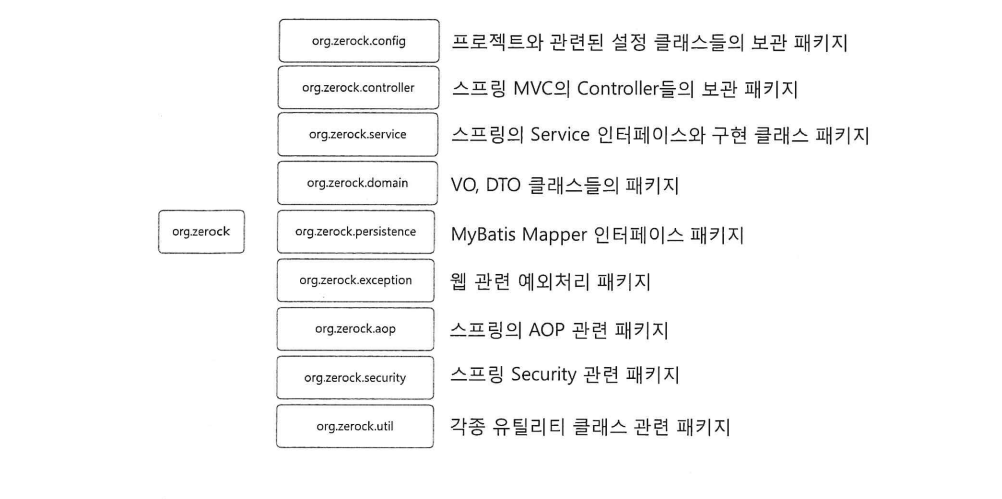 org.zerock.config 프로젝트와 관련된 설정 클래스들의 보관 패키지
org.zerock.controller 스프링 MVC의 Controller들의 보관 패키지
org.zerock.service 스프링의 Service 인터페이스와 구현 클래스 패키지
org.zerock.domain VO, DTO 클래스들의 패키지
org.zerock org.zerock.persistence MyBatis Mapper 인터페이스 패키지
org.zerock.exception 웹 관련 예외처리 패키지
org.zerock.aop 스프링의 AOP 관련 패키지
org.zerock.security 스프링 Security 관련 패키지
org.zerock.util 각종 유틸리티 클래스 관련 패키지